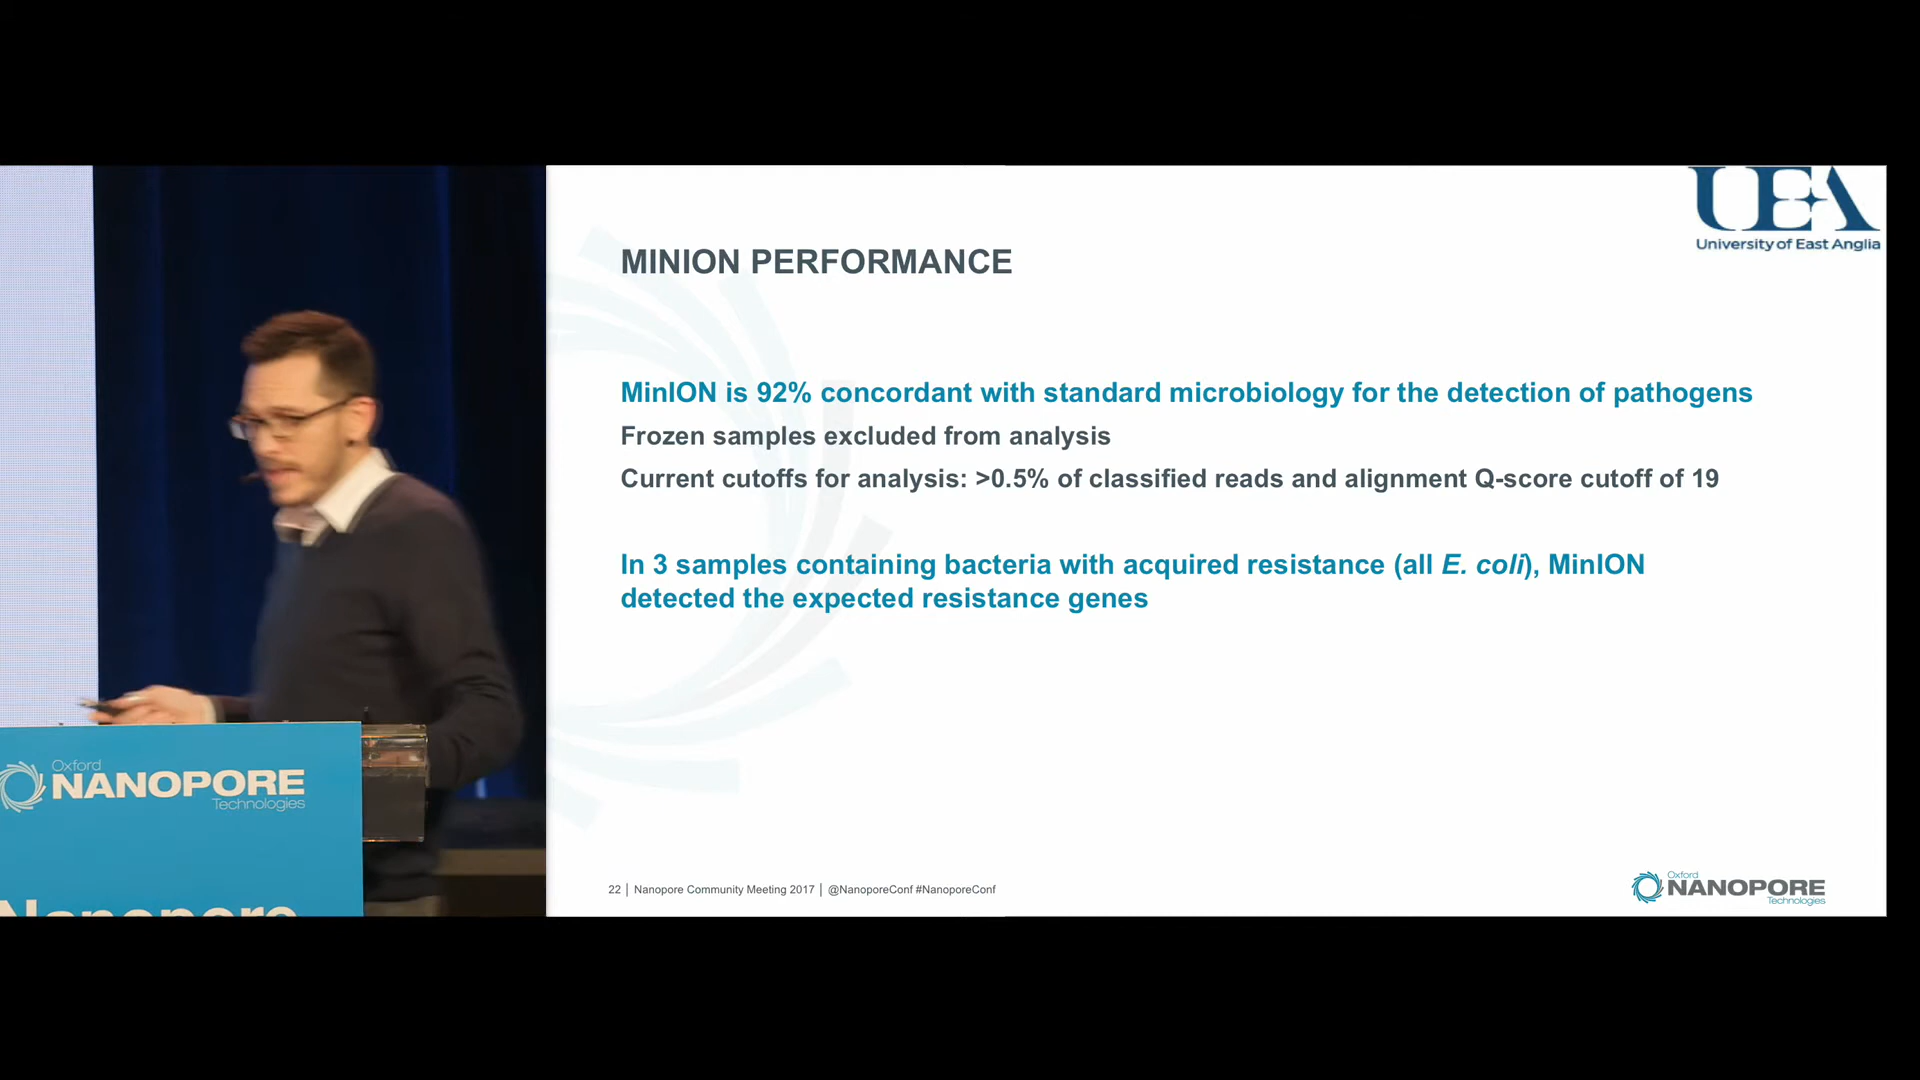 UEA
University of East Anglia
MINION PERFORMANCE
MinION is 92% concordant with standard microbiology for the detection of pathogens
Frozen samples excluded from analysis
Current cutoffs for analysis: >0.5% of classified reads and alignment Q-score cutoff of 19
In 3 samples containing bacteria with acquired resistance (all E. coli), MinION
detected the expected resistance genes
Oxford
NANOPORE
Technologies
Nanopore
22 | Nanopore Community Meeting 2017 | @NanoporeConf #NanoporeConf
Oxford
NANOPORE
Technologies